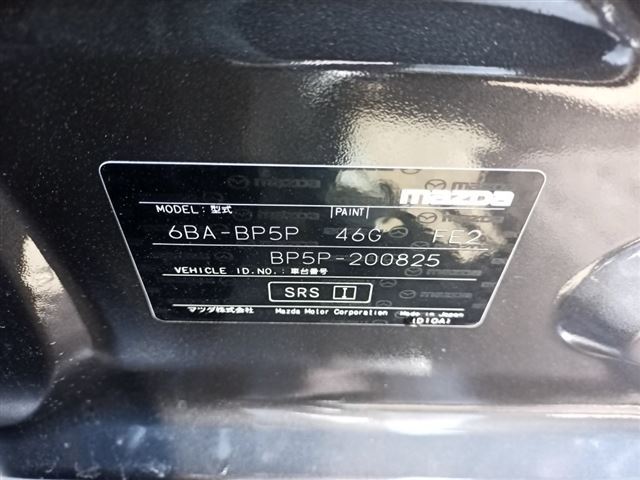 mazda
MODEL:型式 PAINT
6BA-BP5P 46G FE2
BP5P-200825
VEHICLE ID.NO.:車台番号
SRS I
マツダ株式会社 Mazda Motor Corporation Made in Japan
(D10A)